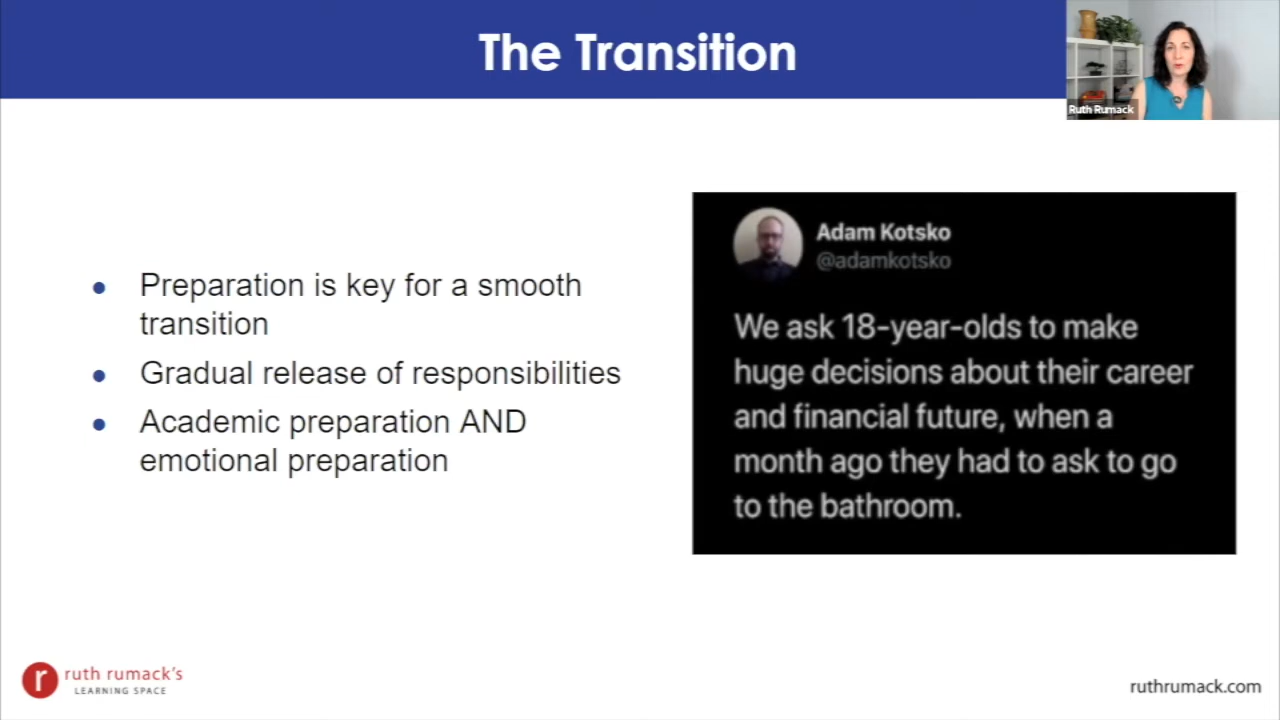 The Transition
Ruth Rumack
Preparation is key for a smooth
transition
Gradual release of responsibilities
Academic preparation AND
emotional preparation
Adam Kotsko
@adamkotsko
We ask 18-year-olds to make
huge decisions about their career
and financial future, when a
month ago they had to ask to go
to the bathroom.
r
ruth rumack's
LEARNING SPACE
ruthrumack.com